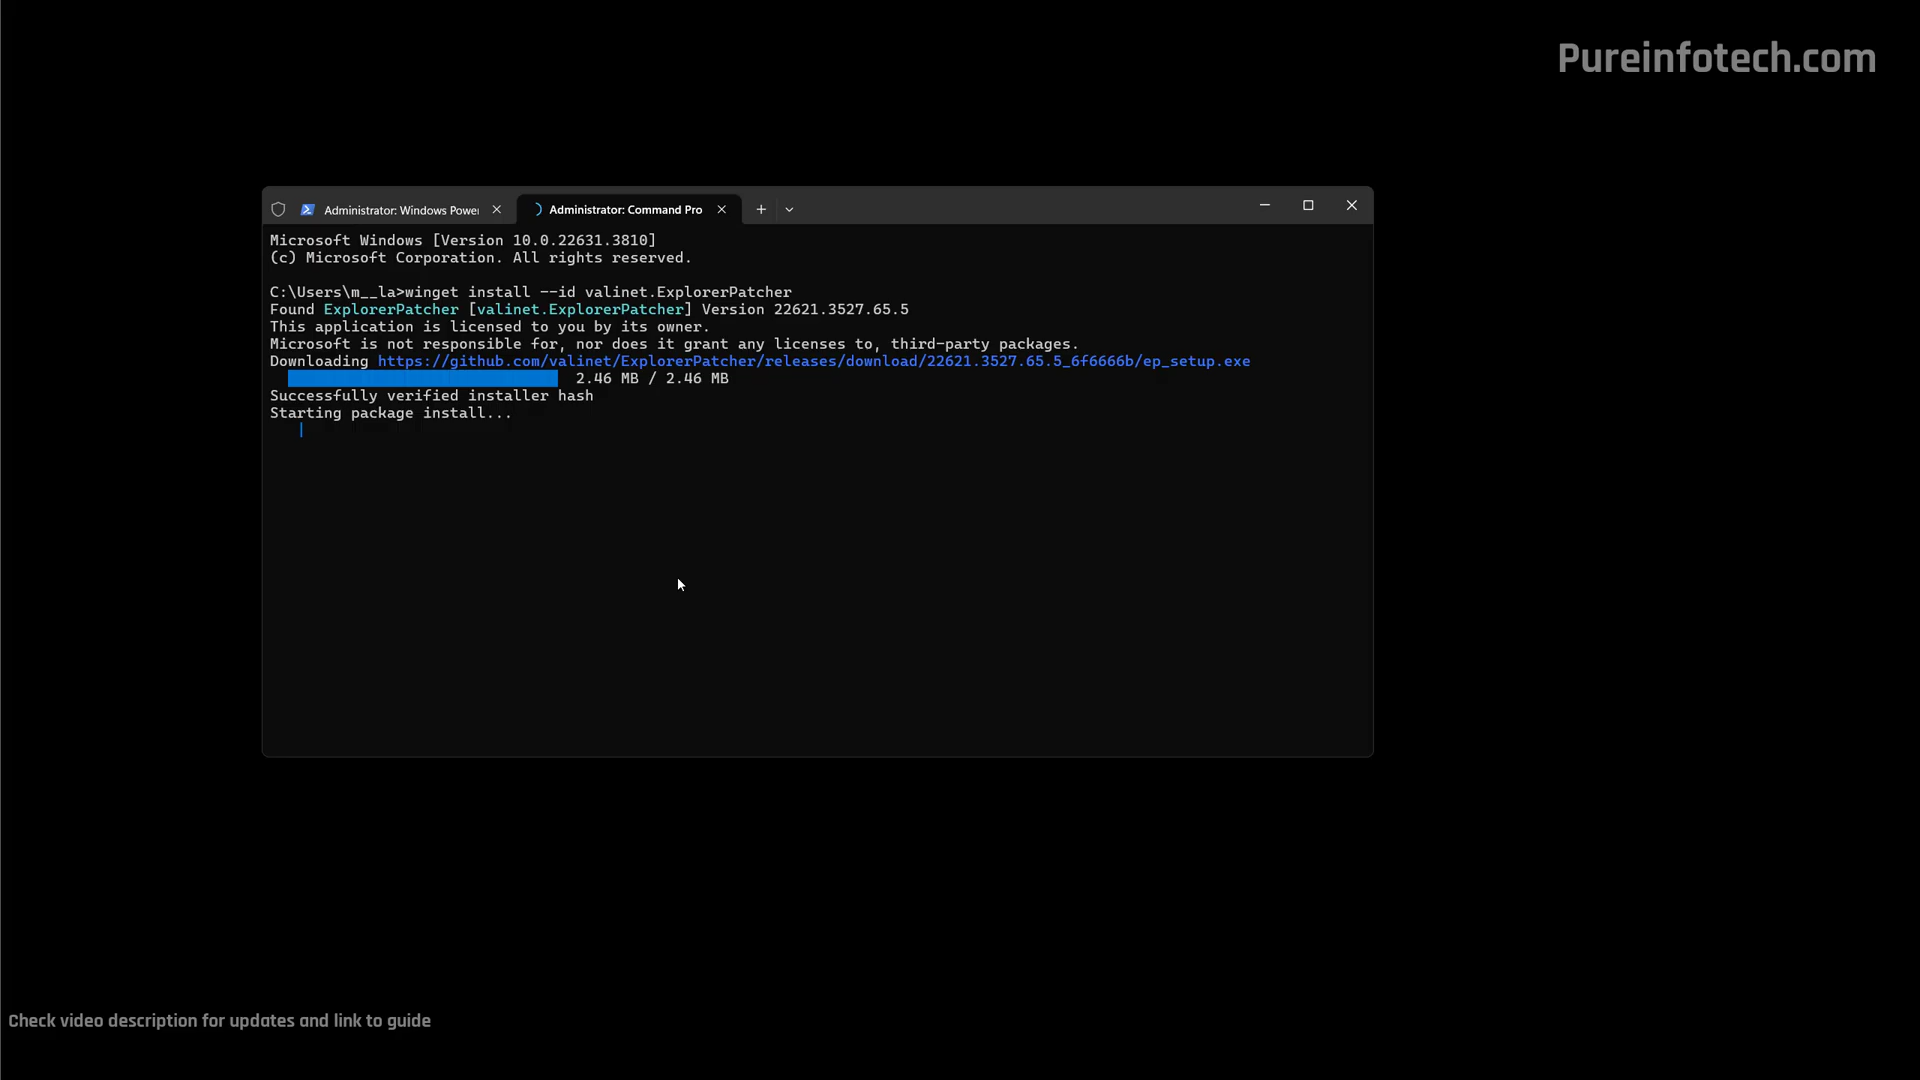 Pureinfotech.com
Administrator: Windows Power
Administrator: Command Pro
Microsoft Windows [Version 10.0.22631.3810]
(c) Microsoft Corporation. All rights reserved.
C:\Users\m__la>winget install --id valinet.ExplorerPatcher
Found ExplorerPatcher [valinet.ExplorerPatcher] Version 22621.3527.65.5
This application is licensed to you by its owner.
Microsoft is not responsible for, nor does it grant any licenses to, third-party packages.
Downloading https://github.com/valinet/ExplorerPatcher/releases/download/22621.3527.65.5_6f6666b/ep_setup.exe
2.46 MB / 2.46 MB
Successfully verified installer hash
Starting package install...
Check video description for updates and link to guide